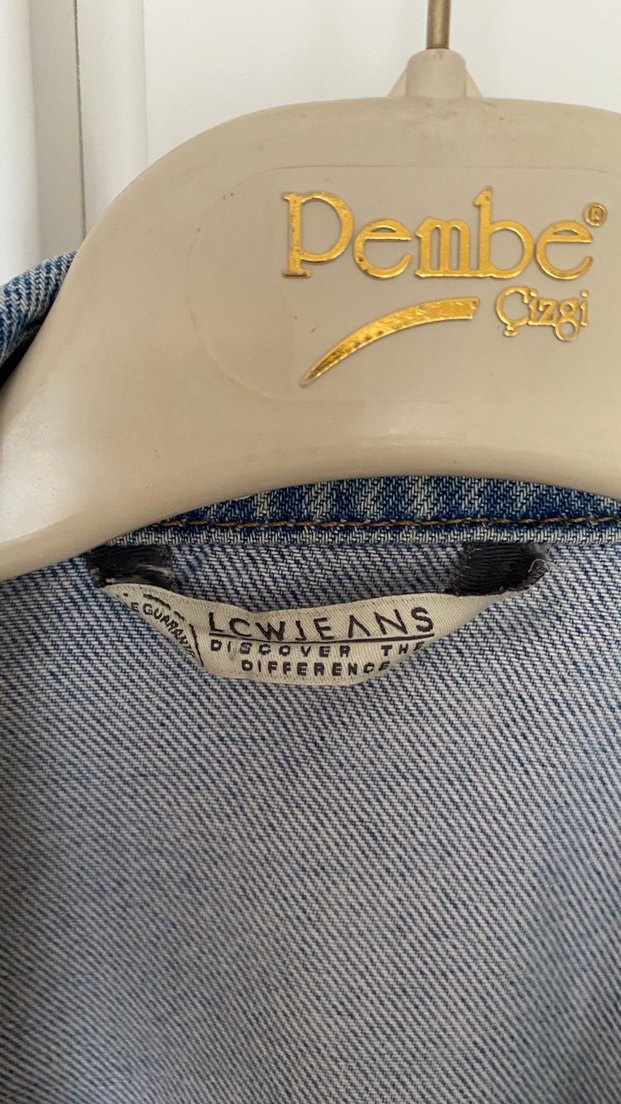 Pembe®
Çizgi
LCWJEANS
DISCOVER THE
DIFFERENCE